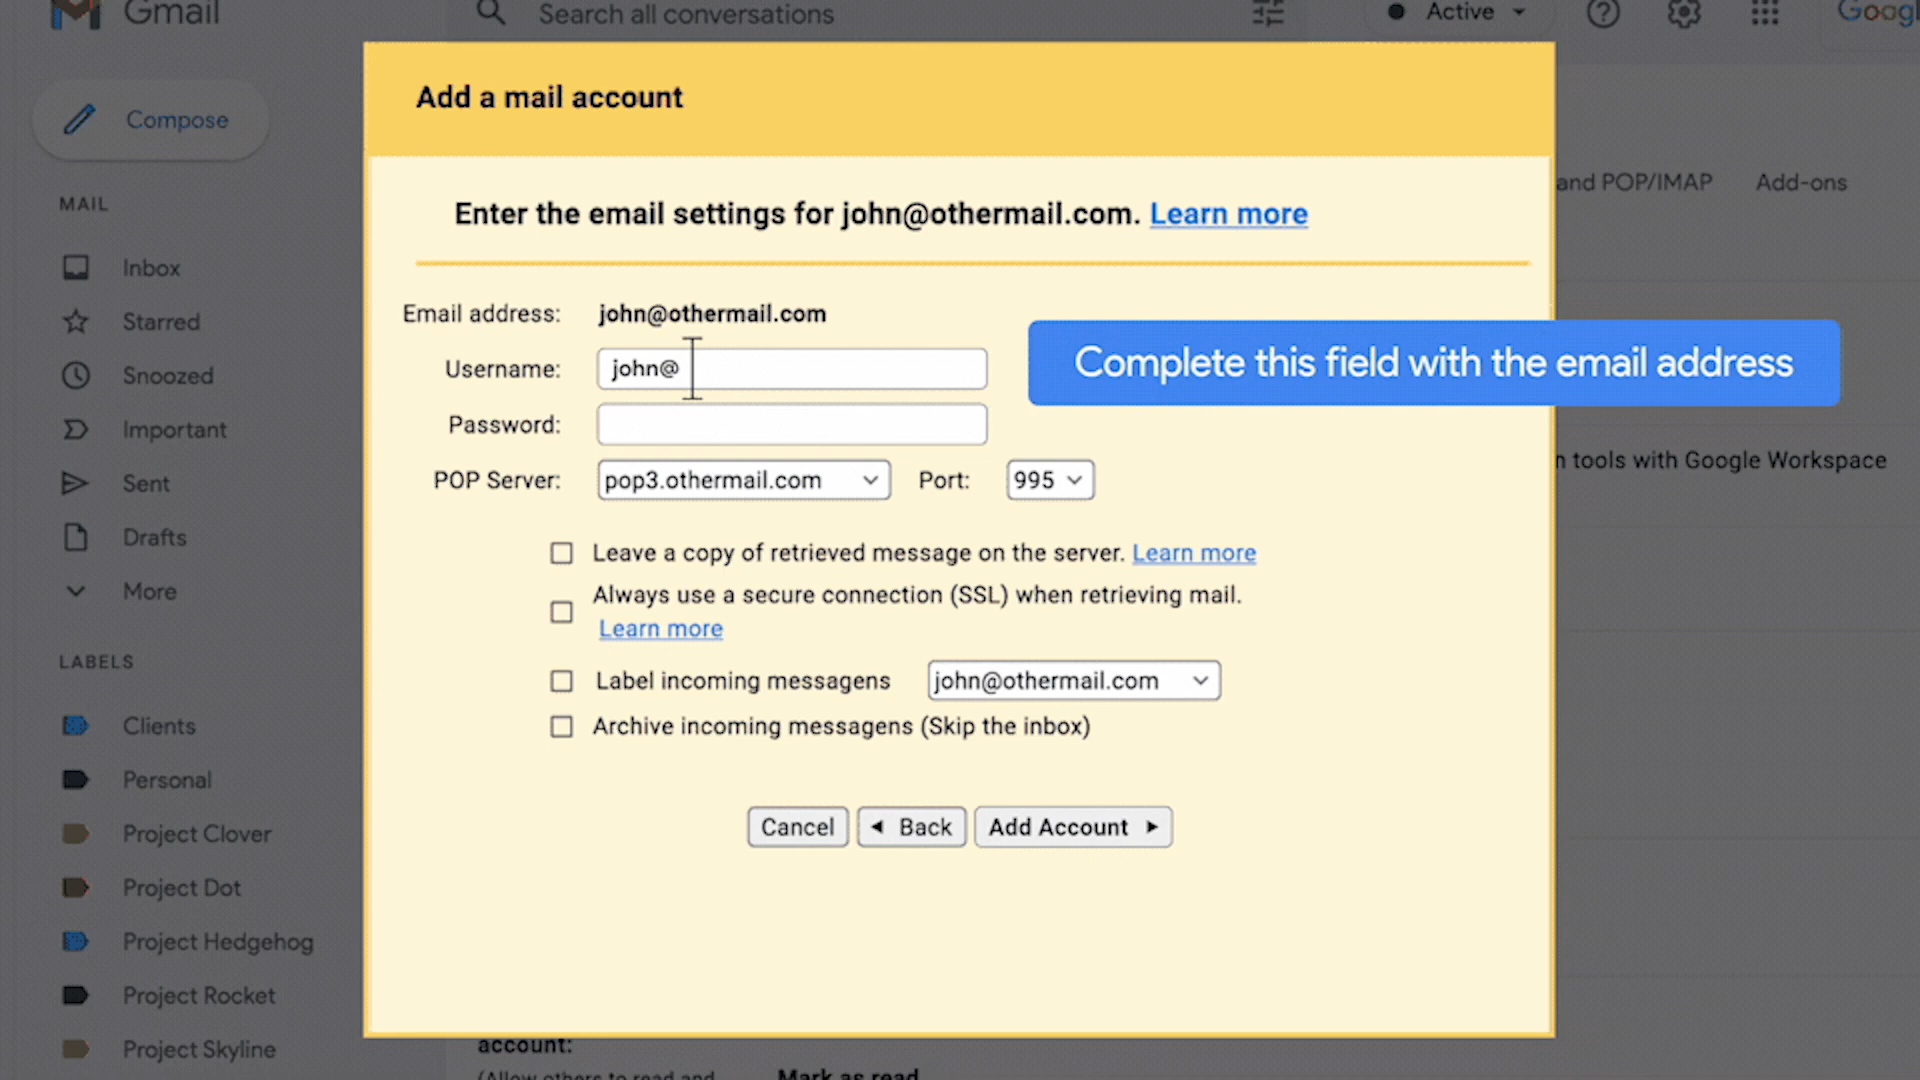 Gmail
Search all conversations
Active
Compose
Add a mail account
MAIL
and POP/IMAP Add-ons
Enter the email settings for john@othermail.com. Learn more
Inbox
Email address: john@othermail.com
Starred
Username: john@
Complete this field with the email address
Snoozed
Password:
Important
POP Server: pop3.othermail.com Port: 995
n tools with Google Workspace
Sent
Drafts
Leave a copy of retrieved message on the server. Learn more
More
Always use a secure connection (SSL) when retrieving mail.
Learn more
LABELS
Label incoming messagens john@othermail.com
Clients
Archive incoming messagens (Skip the inbox)
Personal
Project Clover
Cancel Back Add Account
Project Dot
Project Hedgehog
Project Rocket
Project Skyline
account:
(Allow others to read and
Mark as read